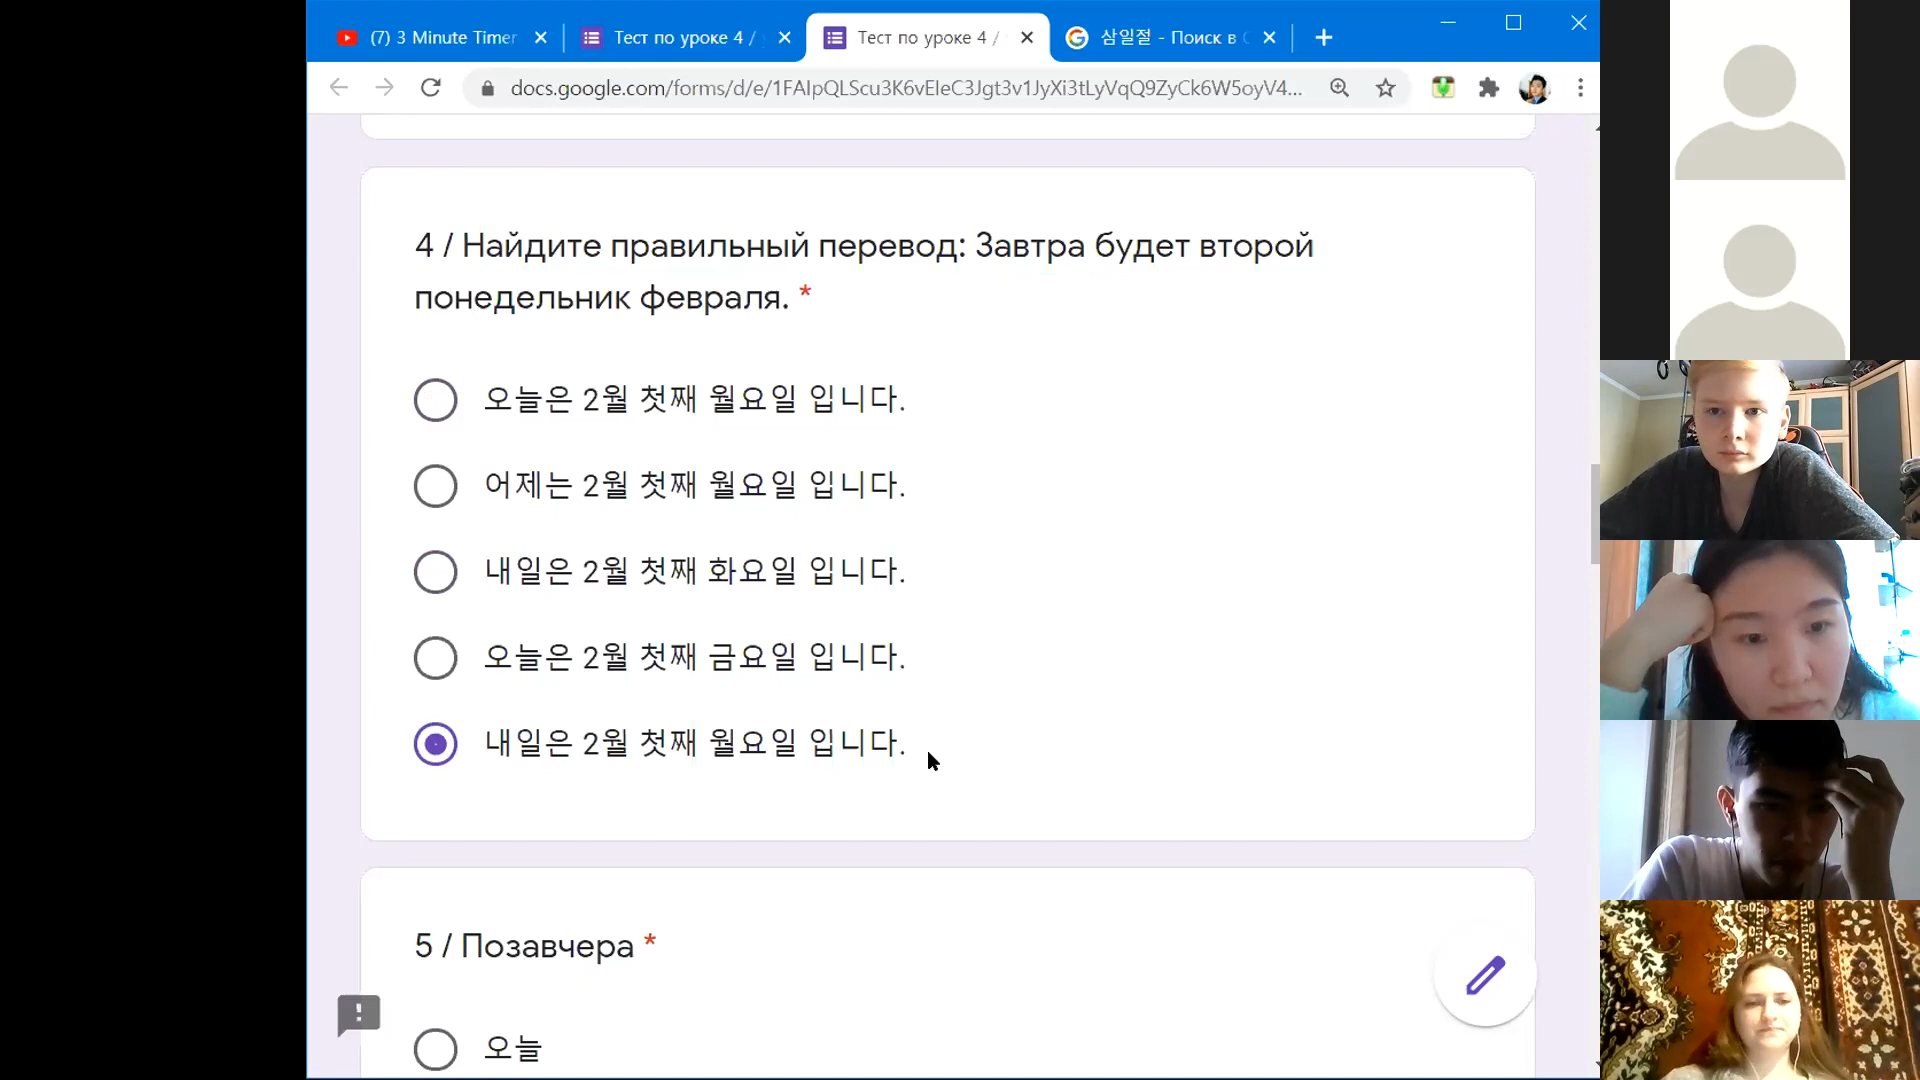 (7) 3 Minute Timer
Тест по уроке 4 /
Тест по уроке 4 /
삼일절 - Поиск в
docs.google.com/forms/d/e/1FAIpQLScu3K6vEIeC3Jgt3v1JyXi3tLyVqQ9ZyCk6W5oyV4...
4 / Найдите правильный перевод: Завтра будет второй
понедельник февраля. *
오늘은 2월 첫째 월요일 입니다.
어제는 2월 첫째 월요일 입니다.
내일은 2월 첫째 화요일 입니다.
오늘은 2월 첫째 금요일 입니다.
내일은 2월 첫째 월요일 입니다.
5 / Позавчера *
오늘